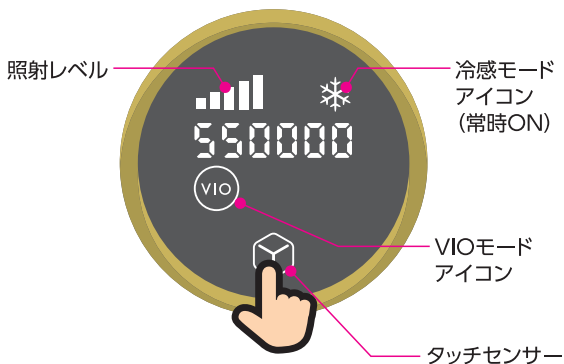 照射レベル
冷感モード
アイコン
(常時ON)
550000
VIO
VIOモード
アイコン
タッチセンサー